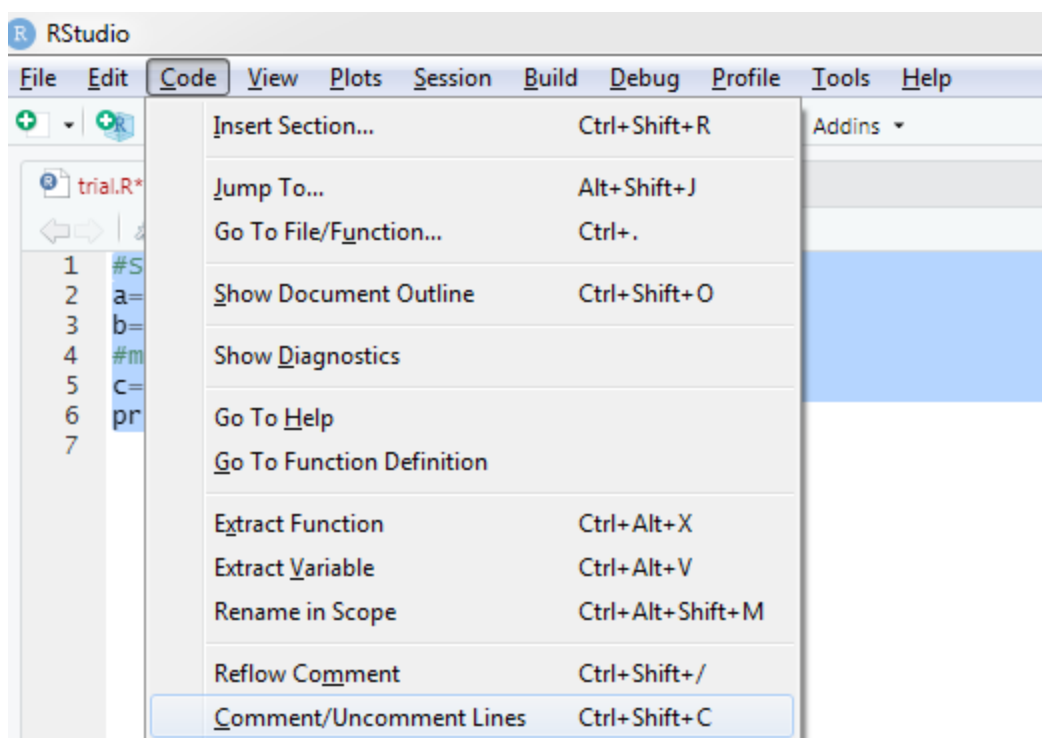 RStudio
File Edit Code View Plots Session Build Debug Profile Tools Help
Insert Section... Ctrl+Shift+R
Addins
trial.R*
Jump To... Alt+Shift+J
Go To File/Function... Ctrl+.
1 #S
2 a=
3 b=
4 #m
5 c=
6 pr
7
Show Document Outline Ctrl+Shift+O
Show Diagnostics
Go To Help
Go To Function Definition
Extract Function Ctrl+Alt+X
Extract Variable Ctrl+Alt+V
Rename in Scope Ctrl+Alt+Shift+M
Reflow Comment Ctrl+Shift+/
Comment/Uncomment Lines Ctrl+Shift+C